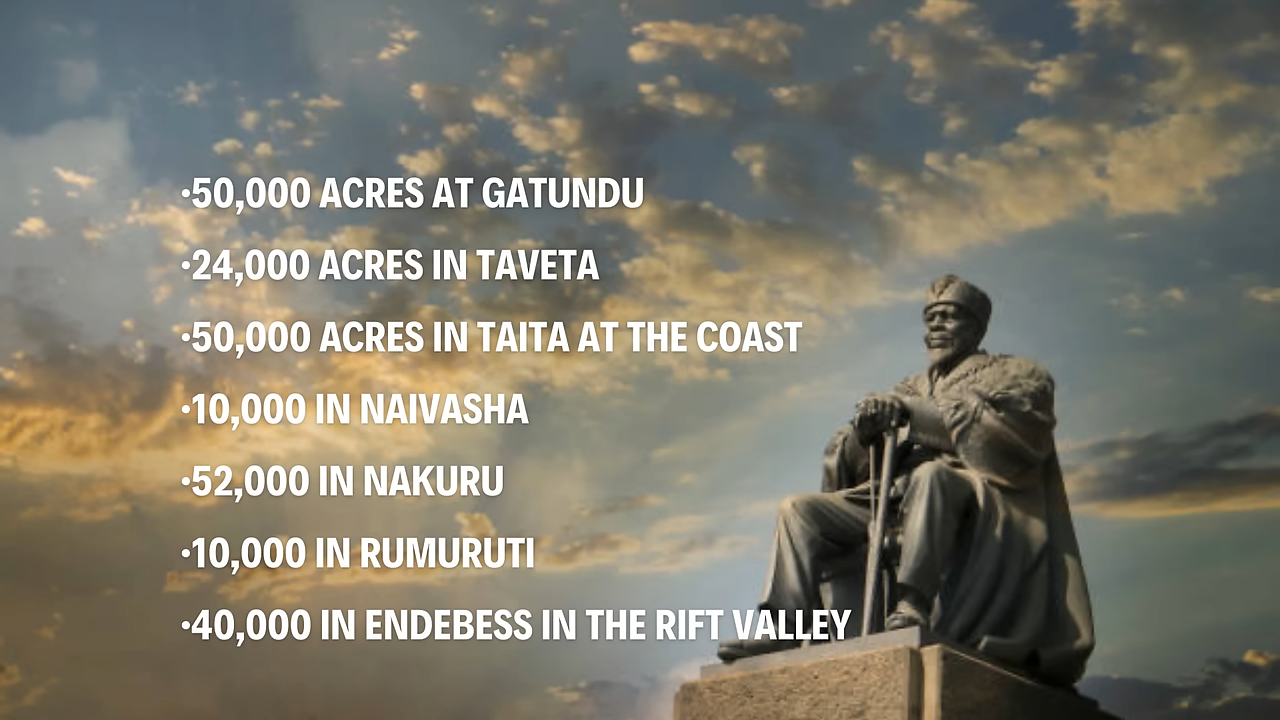 ·50,000 ACRES AT GATUNDU
·24,000 ACRES IN TAVETA
·50,000 ACRES IN TAITA AT THE COAST
·10,000 IN NAIVASHA
·52,000 IN NAKURU
·10,000 IN RUMURUTI
·40,000 IN ENDEBESS IN THE RIFT VALLEY